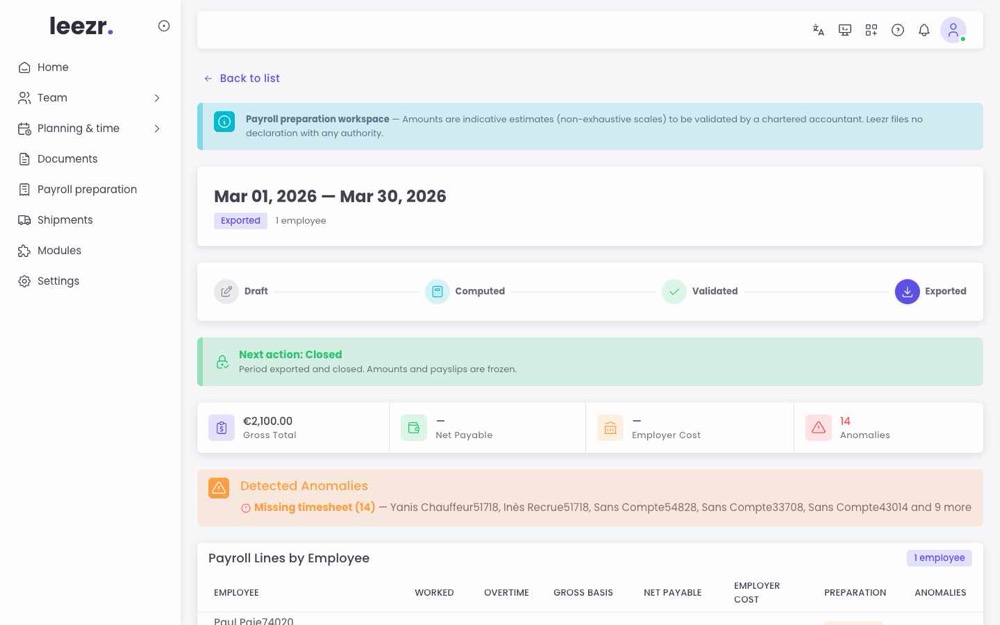 leezr.
Home
Team
Planning & time
Documents
Payroll preparation
Shipments
Modules
Settings
Back to list
Payroll preparation workspace — Amounts are indicative estimates (non-exhaustive scales) to be validated by a chartered accountant. Leezr files no
declaration with any authority.
Mar 01, 2026 — Mar 30, 2026
Exported 1 employee
Draft Computed Validated Exported
Next action: Closed
Period exported and closed. Amounts and payslips are frozen.
€2,100.00
Gross Total
—
Net Payable
—
Employer Cost
14
Anomalies
Detected Anomalies
Missing timesheet (14) — Yanis Chauffeur51718, Inès Recrue51718, Sans Compte54828, Sans Compte33708, Sans Compte43014 and 9 more
Payroll Lines by Employee 1 employee
EMPLOYEE WORKED OVERTIME GROSS BASIS NET PAYABLE EMPLOYER COST PREPARATION ANOMALIES
Paul Paie74020